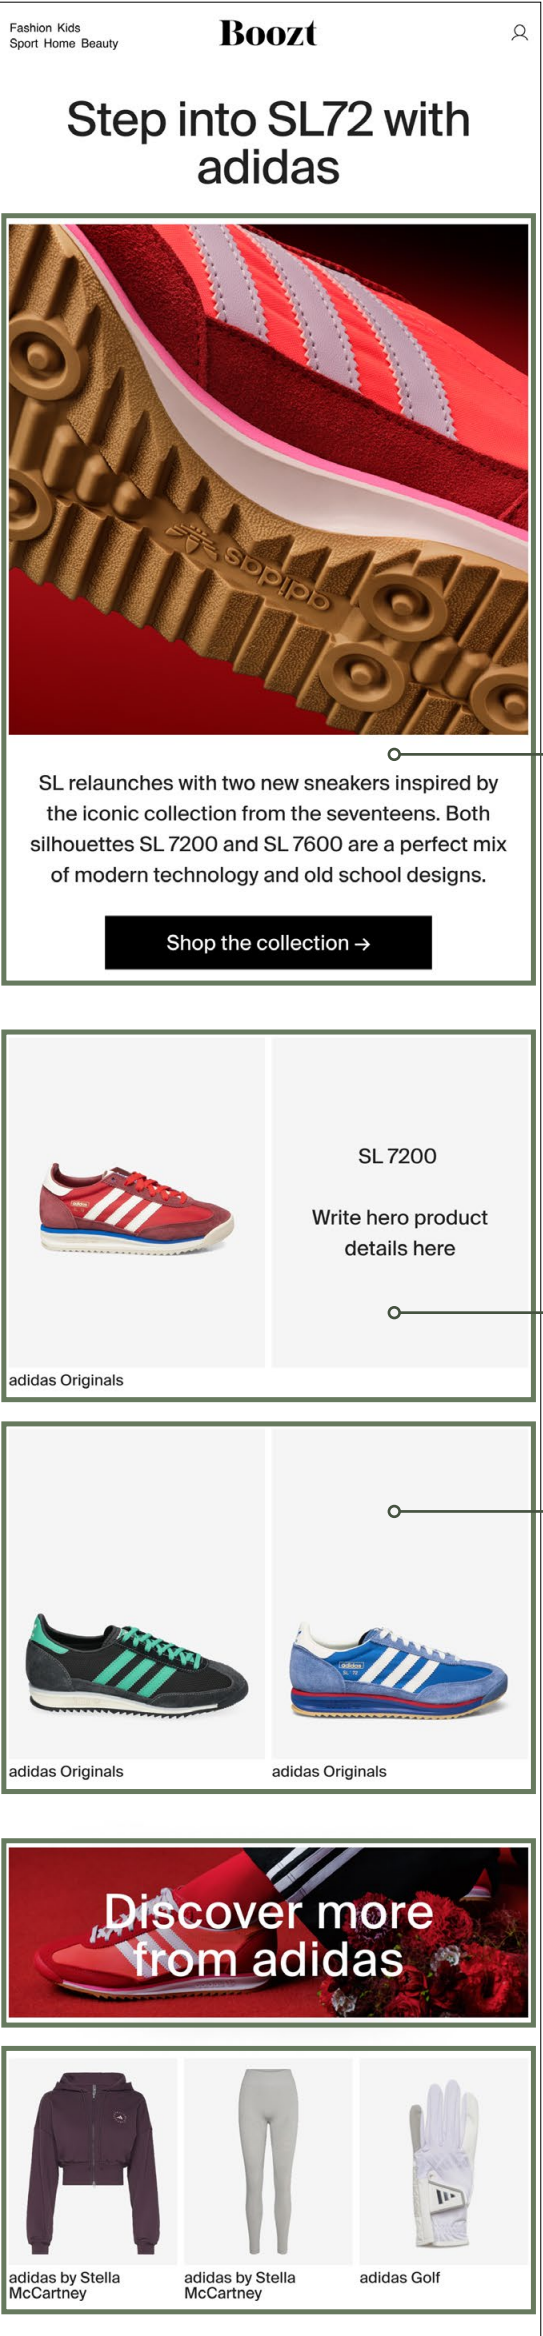 Fashion Kids
Sport Home Beauty
Boozt
Step into SL72 with
adidas
adidas
SL relaunches with two new sneakers inspired by
the iconic collection from the seventeens. Both
silhouettes SL 7200 and SL 7600 are a perfect mix
of modern technology and old school designs.
Shop the collection →
SL 7200
Write hero product
details here
adidas Originals
adidas
SL 72
adidas Originals
adidas Originals
Discover more
from adidas
adidas by Stella
McCartney
adidas by Stella
McCartney
adidas Golf